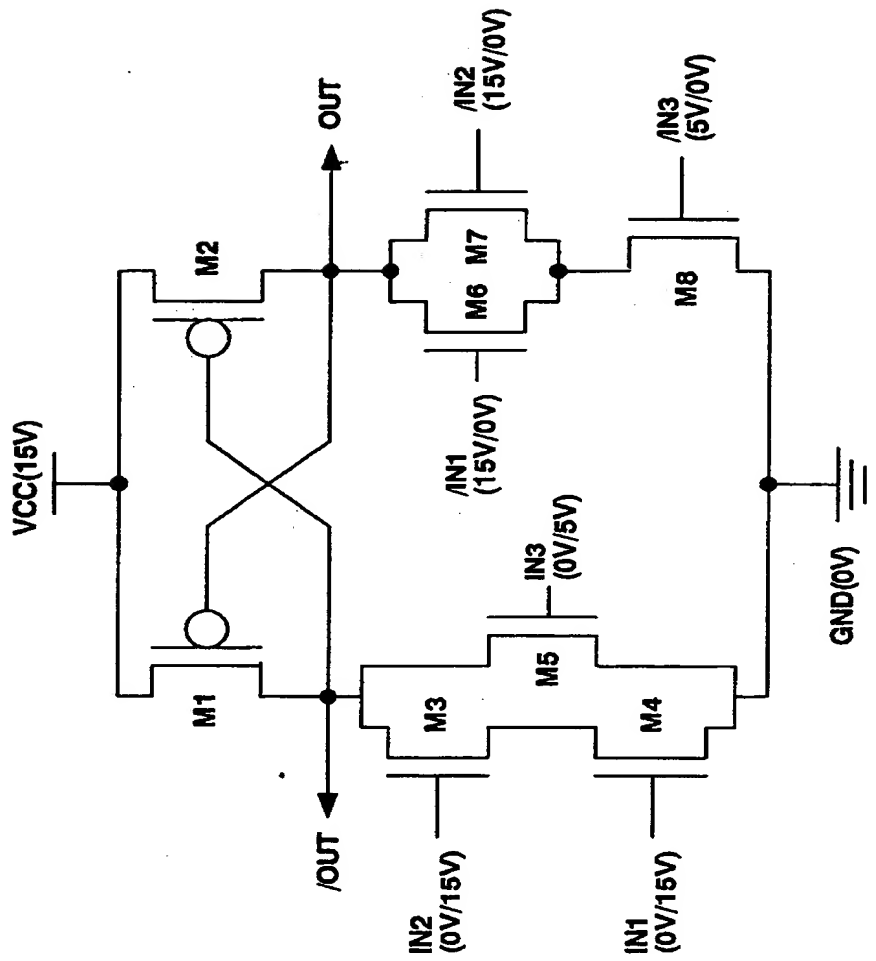 VCC(15V)
M1
M2
/OUT
OUT
IN2
(0V/15V)
M3
IN3
(0V/5V)
M5
IN1
(0V/15V)
M4
/IN1
(15V/0V)
M6
M7
/IN2
(15V/0V)
M8
/IN3
(5V/0V)
GND(0V)